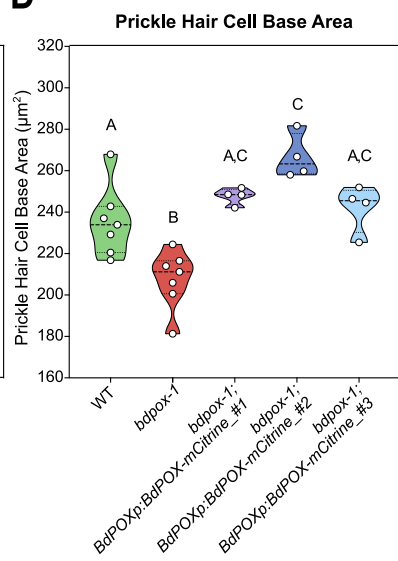 D
Prickle Hair Cell Base Area
Prickle Hair Cell Base Area (µm²)
320
300
280
260
240
220
200
180
160
A
B
A,C
C
A,C
WT
bdpox-1
bdpox-1;
BdPOXp:BdPOX-mCitrine_#1
bdpox-1;
BdPOXp:BdPOX-mCitrine_#2
bdpox-1;
BdPOXp:BdPOX-mCitrine_#3